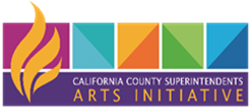 CALIFORNIA COUNTY SUPERINTENDENTS
ARTS INITIATIVE